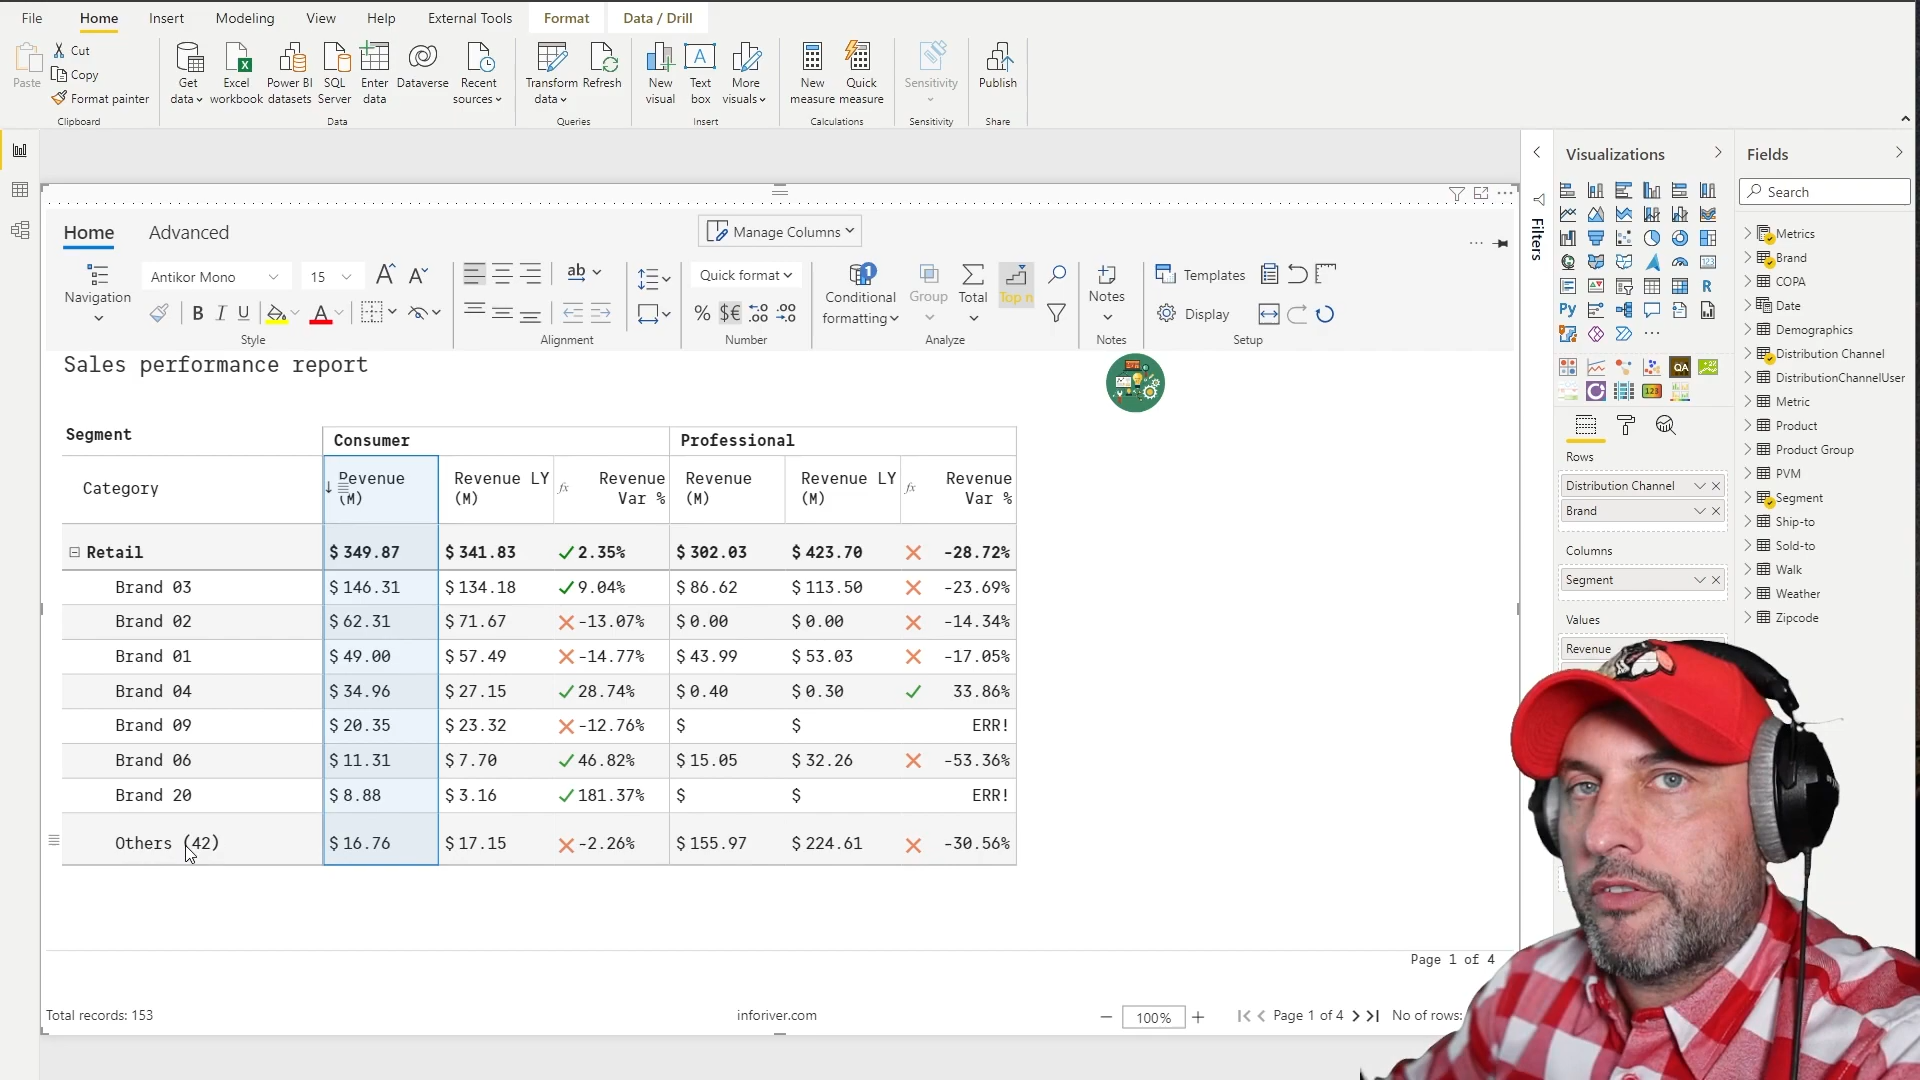 File Home Insert Modeling View Help External Tools Format Data / Drill
Paste Cut
Copy
Format painter
Clipboard
Get data
Excel workbook
Power BI datasets
SQL Server
Enter data
Dataverse
Recent sources
Data
Transform data
Refresh
Queries
New visual
Text box
More visuals
Insert
New measure
Quick measure
Calculations
Sensitivity
Sensitivity
Publish
Share
Home Advanced
Manage Columns
Navigation
Antikor Mono 15
B I U A
Style
ab
Alignment
Quick format
% $€ .00 .00
Number
Conditional formatting
1
Group
Total
Top n
Analyze
Notes
Notes
Templates
Display
Setup
Sales performance report
Segment Consumer Professional
Category Revenue (M) Revenue LY (M) fx Revenue Var % Revenue (M) Revenue LY (M) fx Revenue Var %
Retail $ 349.87 $ 341.83 2.35% $ 302.03 $ 423.70 -28.72%
Brand 03 $ 146.31 $ 134.18 9.04% $ 86.62 $ 113.50 -23.69%
Brand 02 $ 62.31 $ 71.67 -13.07% $ 0.00 $ 0.00 -14.34%
Brand 01 $ 49.00 $ 57.49 -14.77% $ 43.99 $ 53.03 -17.05%
Brand 04 $ 34.96 $ 27.15 28.74% $ 0.40 $ 0.30 33.86%
Brand 09 $ 20.35 $ 23.32 -12.76% $ $ ERR!
Brand 06 $ 11.31 $ 7.70 46.82% $ 15.05 $ 32.26 -53.36%
Brand 20 $ 8.88 $ 3.16 181.37% $ $ ERR!
Others (42) $ 16.76 $ 17.15 -2.26% $ 155.97 $ 224.61 -30.56%
Page 1 of 4
Total records: 153 inforiver.com 100% Page 1 of 4 No of rows:
Filters
Visualizations
Py
R
123
QA
123
Rows
Distribution Channel
Brand
Columns
Segment
Values
Revenue
Fields
Search
Metrics
Brand
COPA
Date
Demographics
Distribution Channel
DistributionChannelUser
Metric
Product
Product Group
PVM
Segment
Ship-to
Sold-to
Walk
Weather
Zipcode